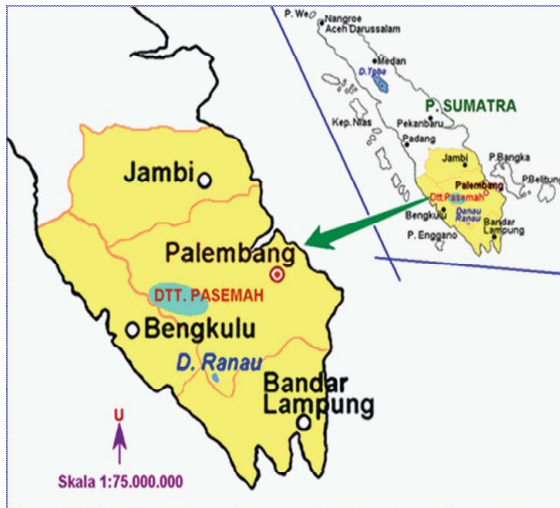 Jambi
Palembang
DTT. PASEMAH
Bengkulu
D. Ranau
Bandar
Lampung
U
Skala 1:75.000.000
P. We
Nangroe
Aceh Darussalam
Medan
D.Toba
P. SUMATRA
Kep. Nias
Pekanbaru
Padang
Jambi
P. Bangka
P.Belitung
Palembang
Dtt.Pasemah
Bengkulu
Danau
Ranau
Bandar
Lampung
P. Enggano